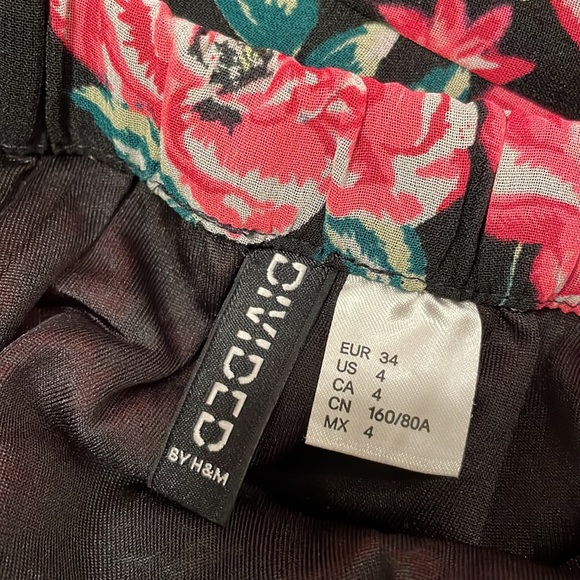 DIVIDED
BY H&M
EUR 34
US 4
CA 4
CN 160/80A
MX 4